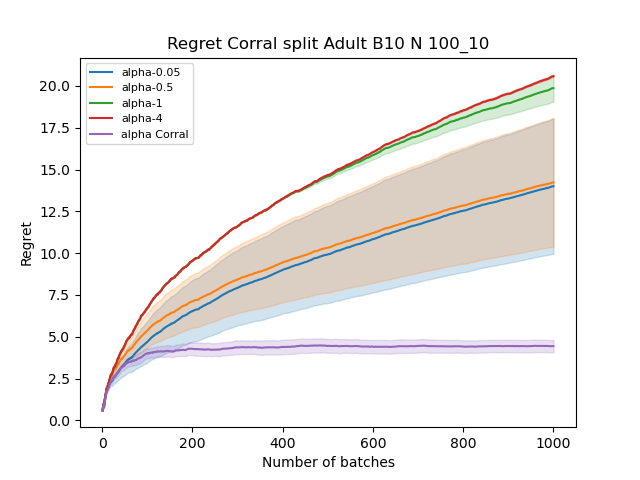 Regret Corral split Adult B10 N 100_10
alpha-0.05
alpha-0.5
alpha-1
alpha-4
alpha Corral
20.0
17.5
15.0
12.5
10.0
7.5
5.0
2.5
0.0
Regret
0 200 400 600 800 1000
Number of batches